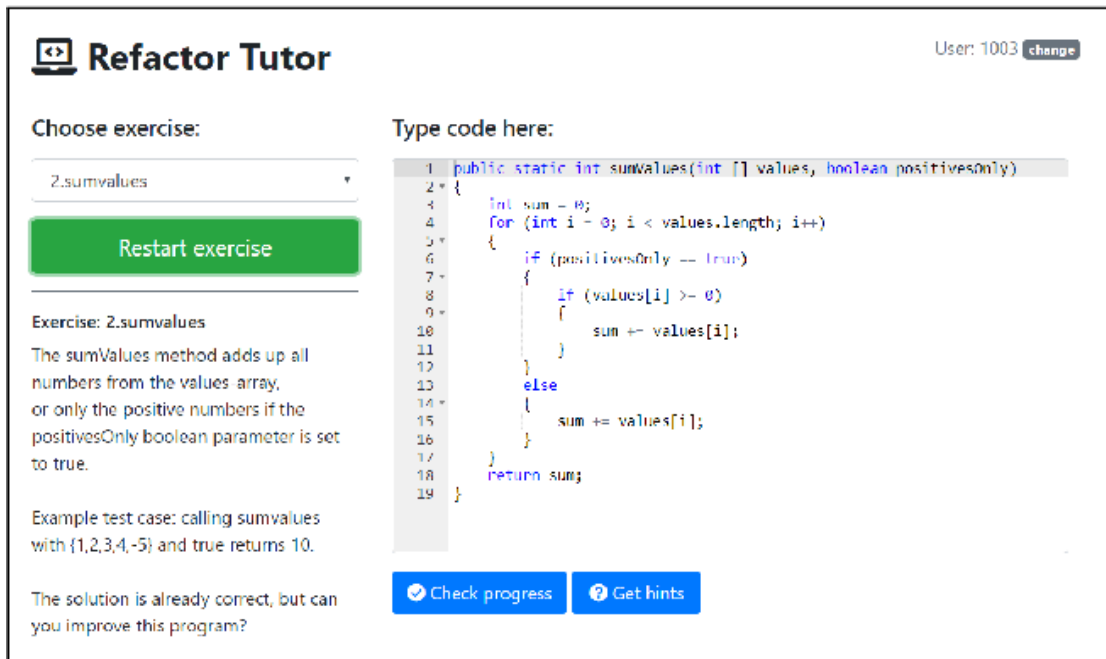 Refactor Tutor
User: 1003 change
Choose exercise:
2.sumvalues
Restart exercise
Exercise: 2.sumvalues
The sumValues method adds up all
numbers from the values-array,
or only the positive numbers if the
positivesOnly boolean parameter is set
to true.
Example test case: calling sumvalues
with {1,2,3,4,-5} and true returns 10.
The solution is already correct, but can
you improve this program?
Type code here:
1 public static int sumValues(int [] values, boolean positivesOnly)
2 {
3 int sum = 0;
4 for (int i = 0; i < values.length; i++)
5 {
6 if (positivesOnly == true)
7 {
8 if (values[i] >= 0)
9 {
10 sum += values[i];
11 }
12 }
13 else
14 {
15 sum += values[i];
16 }
17 }
18 return sum;
19 }
Check progress
Get hints